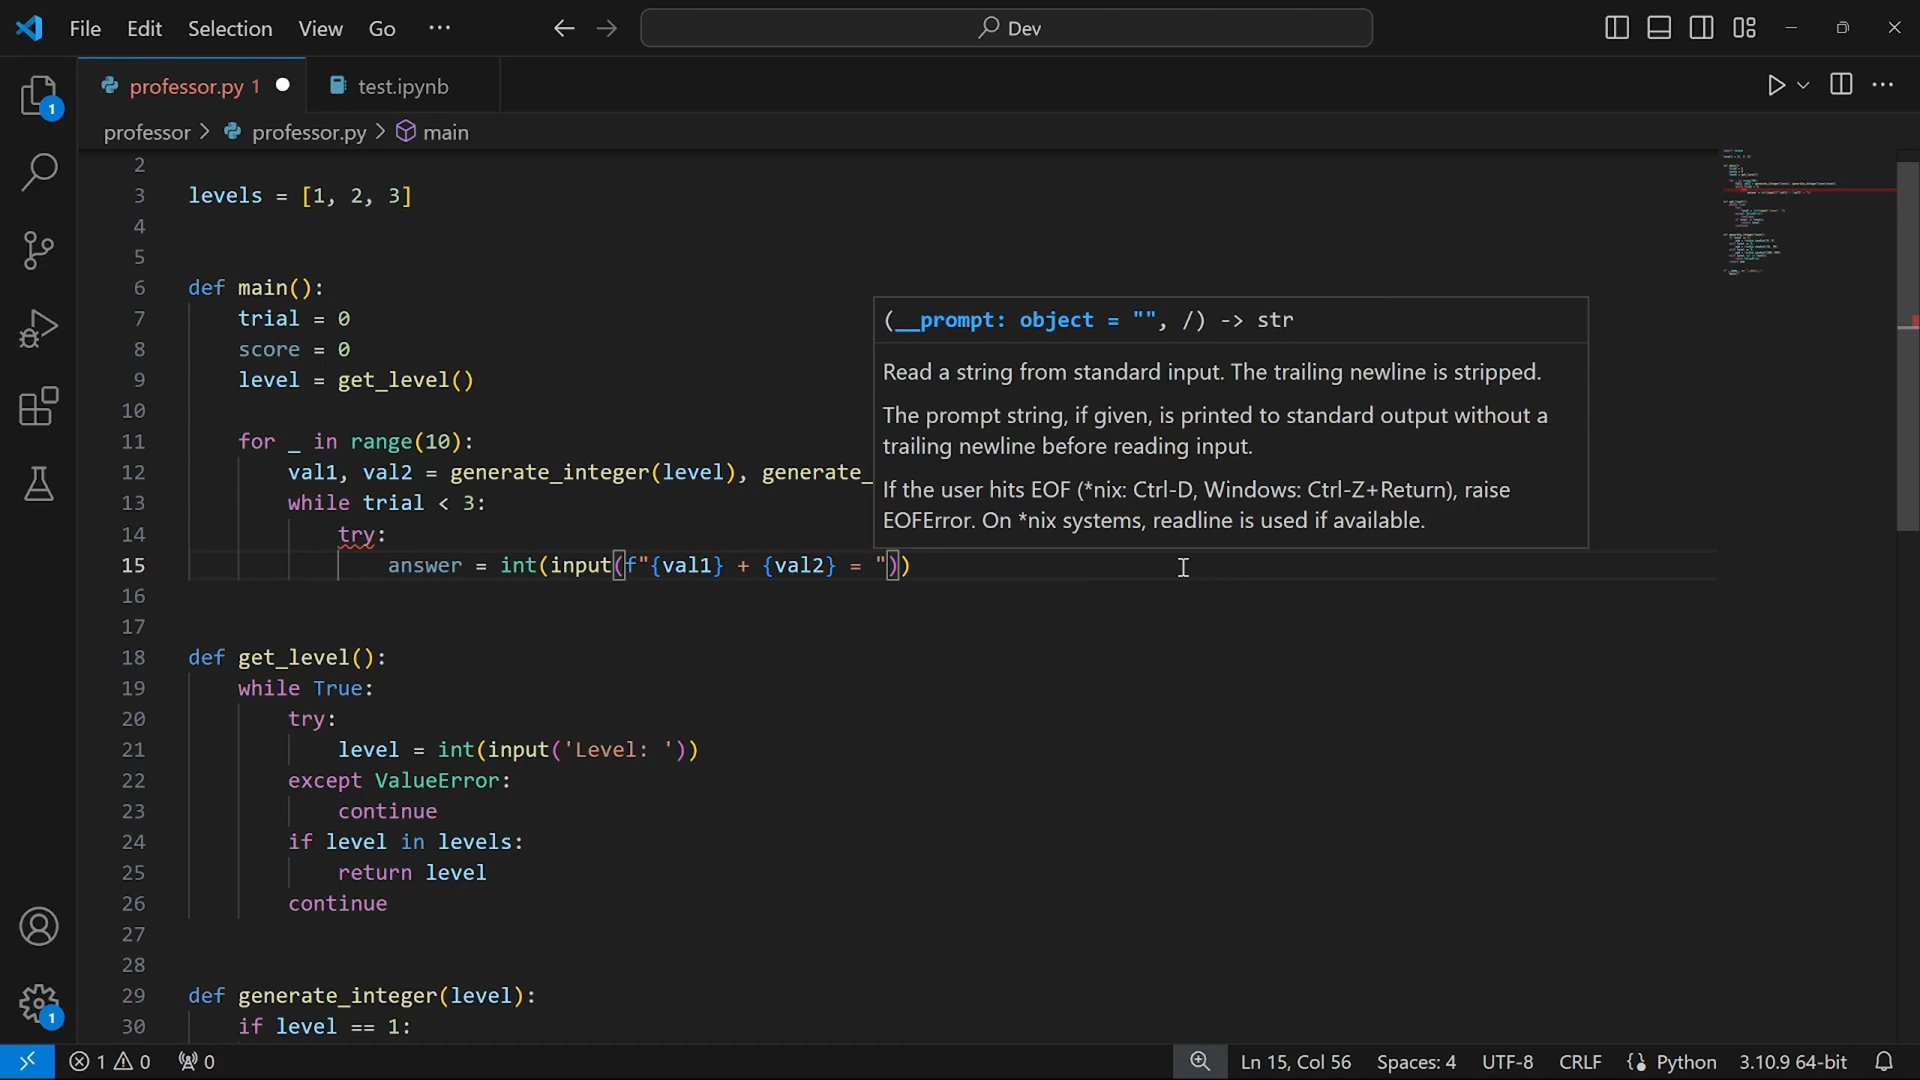 File Edit Selection View Go ··· Dev
professor.py 1 test.ipynb
professor > professor.py > main
2
3 levels = [1, 2, 3]
4
5
6 def main():
7 trial = 0
8 score = 0
9 level = get_level()
10
11 for _ in range(10):
12 val1, val2 = generate_integer(level), generate_
13 while trial < 3:
14 try:
15 answer = int(input(f"{val1} + {val2} = "))
16
17
18 def get_level():
19 while True:
20 try:
21 level = int(input('Level: '))
22 except ValueError:
23 continue
24 if level in levels:
25 return level
26 continue
27
28
29 def generate_integer(level):
30 if level == 1:
(__prompt: object = "", /) -> str
Read a string from standard input. The trailing newline is stripped.
The prompt string, if given, is printed to standard output without a
trailing newline before reading input.
If the user hits EOF (*nix: Ctrl-D, Windows: Ctrl-Z+Return), raise
EOFError. On *nix systems, readline is used if available.
1
1
1 0 0 Ln 15, Col 56 Spaces: 4 UTF-8 CRLF Python 3.10.9 64-bit